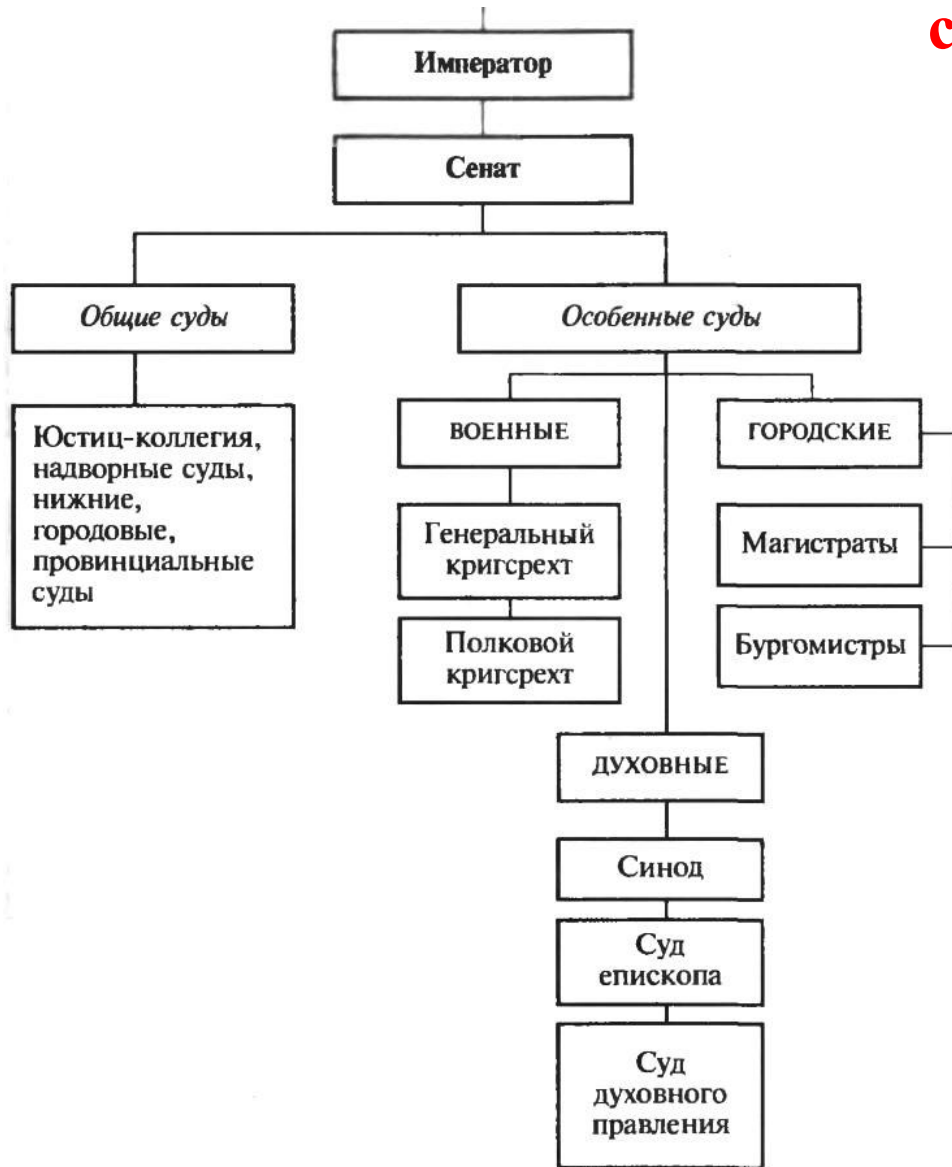 с
Император
Сенат
Общие суды
Особенные суды
Юстиц-коллегия,
надворные суды,
нижние,
городовые,
провинциальные
суды
ВОЕННЫЕ
Генеральный
кригсрехт
Полковой
кригсрехт
ГОРОДСКИЕ
Магистраты
Бургомистры
ДУХОВНЫЕ
Синод
Суд
епископа
Суд
духовного
правления